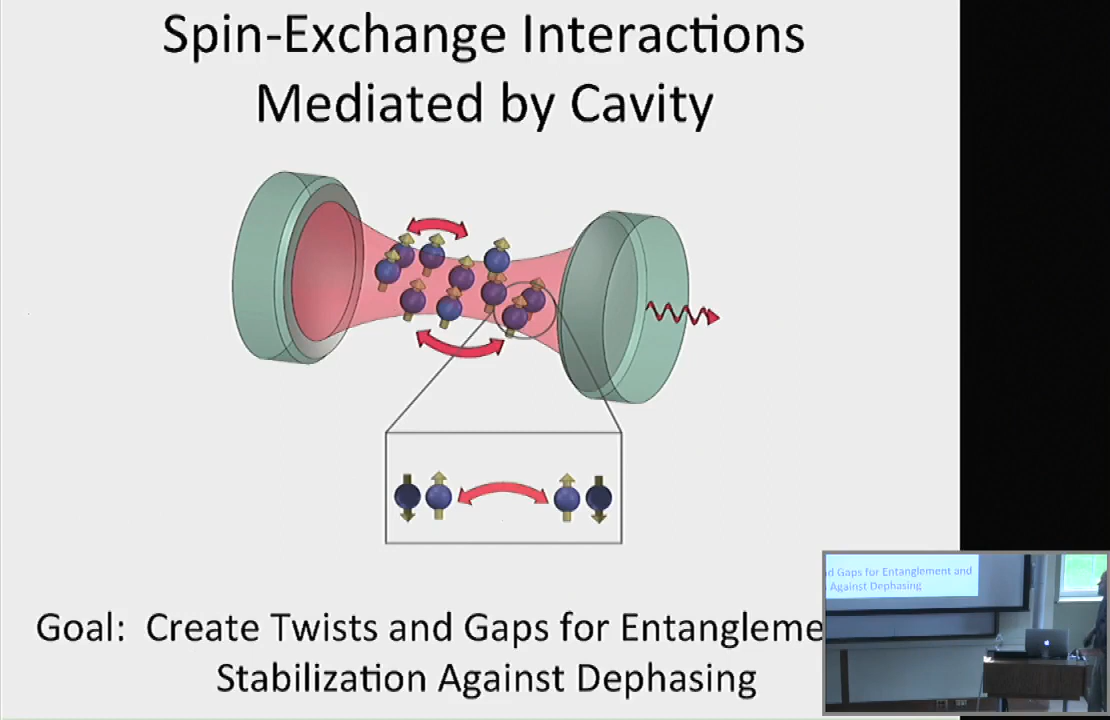 Spin-Exchange Interactions
Mediated by Cavity
Goal: Create Twists and Gaps for Entangleme
Stabilization Against Dephasing
d Gaps for Entanglement and
Against Dephasing